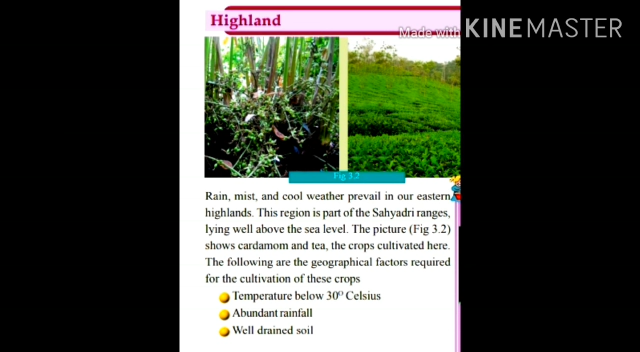 Highland
Made with KINEMASTER
Fig 3.2
Rain, mist, and cool weather prevail in our eastern
highlands. This region is part of the Sahyadri ranges,
lying well above the sea level. The picture (Fig 3.2)
shows cardamom and tea, the crops cultivated here.
The following are the geographical factors required
for the cultivation of these crops
Temperature below 30⁰ Celsius
Abundant rainfall
Well drained soil